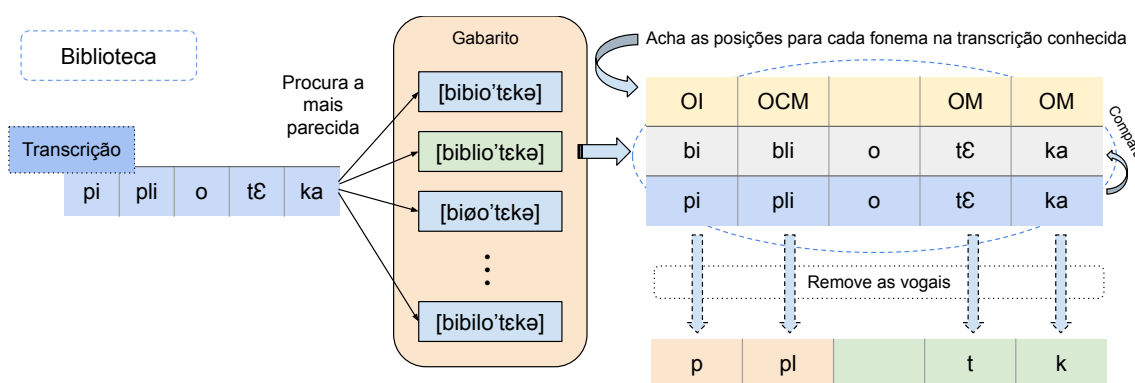 Biblioteca
Transcrição
pi pli o tƐ ka
Procura a
mais
parecida
Gabarito
[bibio'tɛkə]
[biblio'tɛkə]
[biøo'tɛkə]
[bibilo'tɛkə]
Acha as posições para cada fonema na transcrição conhecida
OI OCM OM OM
bi bli o tƐ ka
pi pli o tƐ ka
Remove as vogais
p pl t k